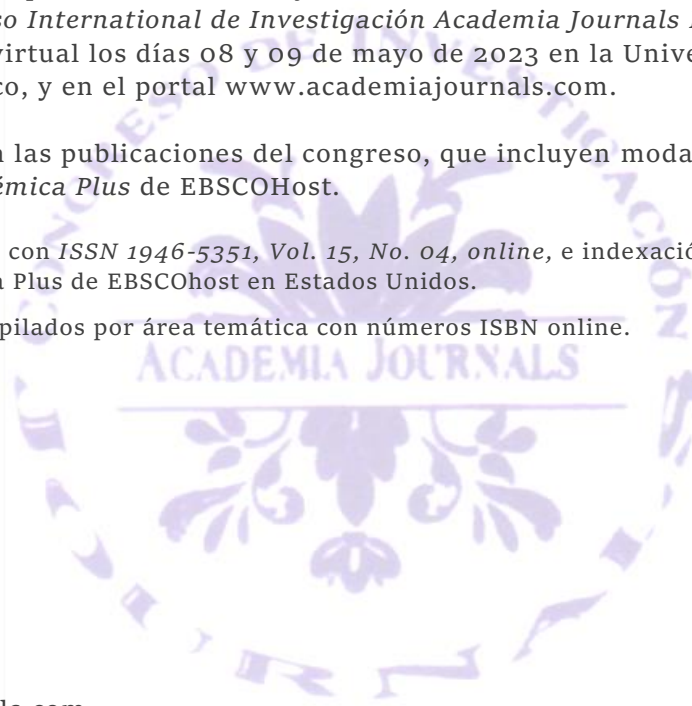 so International de Investigación Academia Journals
virtual los días 08 y 09 de mayo de 2023 en la Unive
co, y en el portal www.academiajournals.com.
n las publicaciones del congreso, que incluyen moda
émica Plus de EBSCOHost.
con ISSN 1946-5351, Vol. 15, No. 04, online, e indexació
a Plus de EBSCOhost en Estados Unidos.
pilados por área temática con números ISBN online.
CONGRESO DE INVESTIGACIÓN
ACADEMIA JOURNALS